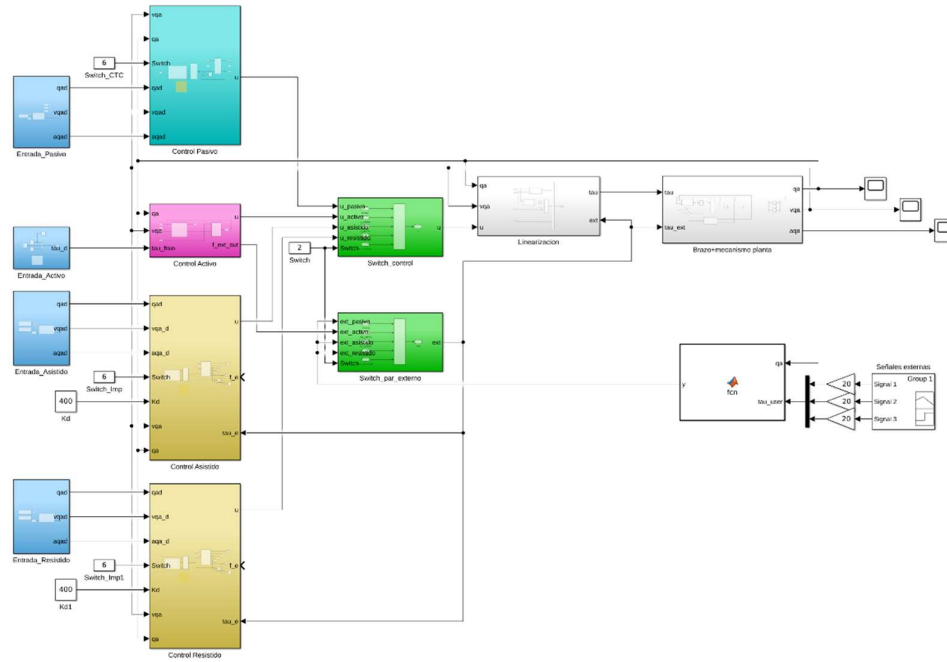 vqa
qa
6
Switch
Switch_CTC
qad
qad
vqad
vqad
aqad
aqad
u
Entrada_Pasivo
Control Pasivo
qa
vqa
tau_d
tau_fison
u
f_ext_out
Entrada_Activo
Control Activo
2
Switch
u_pasivo
u_activo
u_asistido
u_resistido
Switch
u
Switch_control
qa
vqa
u
tau
ext
Linearizacion
tau
tau_ext
qa
vqa
aqa
Brazo+mecanismo planta
qad
vqad
aqad
Entrada_Asistido
qad
vqa_d
aqa_d
6
Switch
Switch_Imp
400
Kd
Kd
vqa
qa
u
f_e
tau_e
Control Asistido
ext_pasivo
ext_activo
ext_asistido
ext_resistido
Switch
ext
Switch_par_externo
y
fcn
qa
tau_user
20
20
20
Señales externas
Group 1
Signal 1
Signal 2
Signal 3
qad
vqad
aqad
Entrada_Resistido
qad
vqa_d
aqa_d
6
Switch
Switch_Imp1
400
Kd
Kd1
vqa
qa
u
f_e
tau_e
Control Resistido